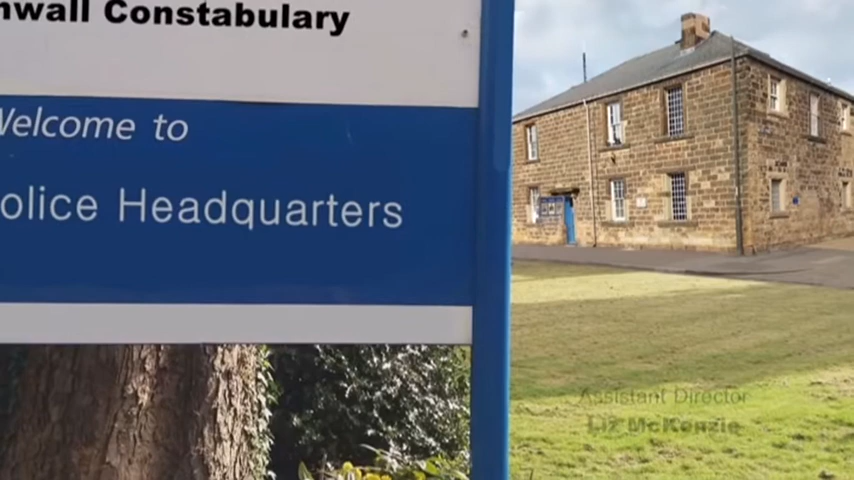 nwall Constabulary
Welcome to
olice Headquarters
Assistant Director
Liz McKenzie